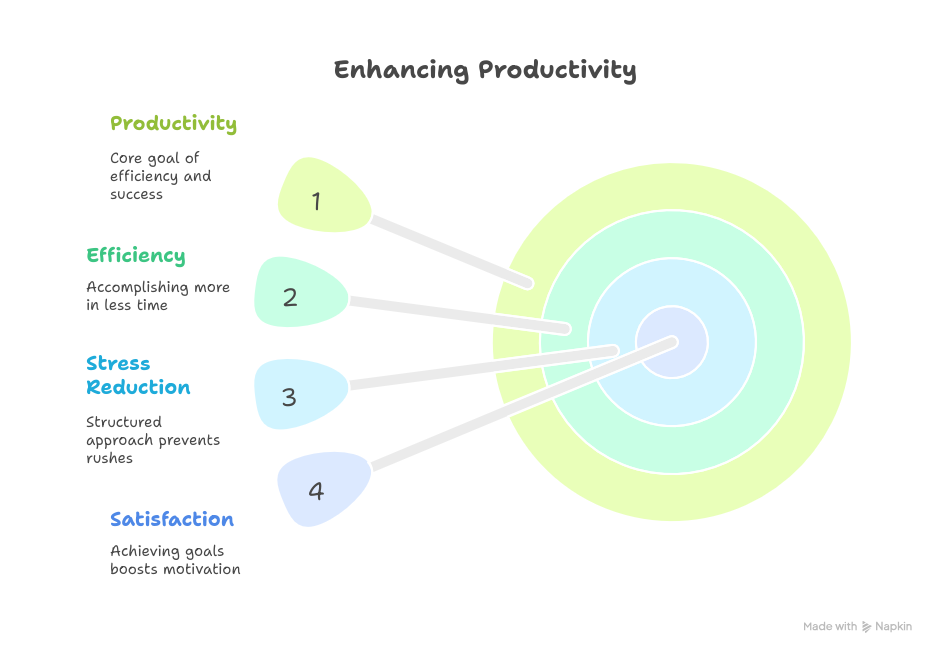 Enhancing Productivity
Productivity
Core goal of
efficiency and
success
1
Efficiency
Accomplishing more
in less time
2
Stress
Reduction
Structured
approach prevents
rushes
3
4
Satisfaction
Achieving goals
boosts motivation
Made with Napkin